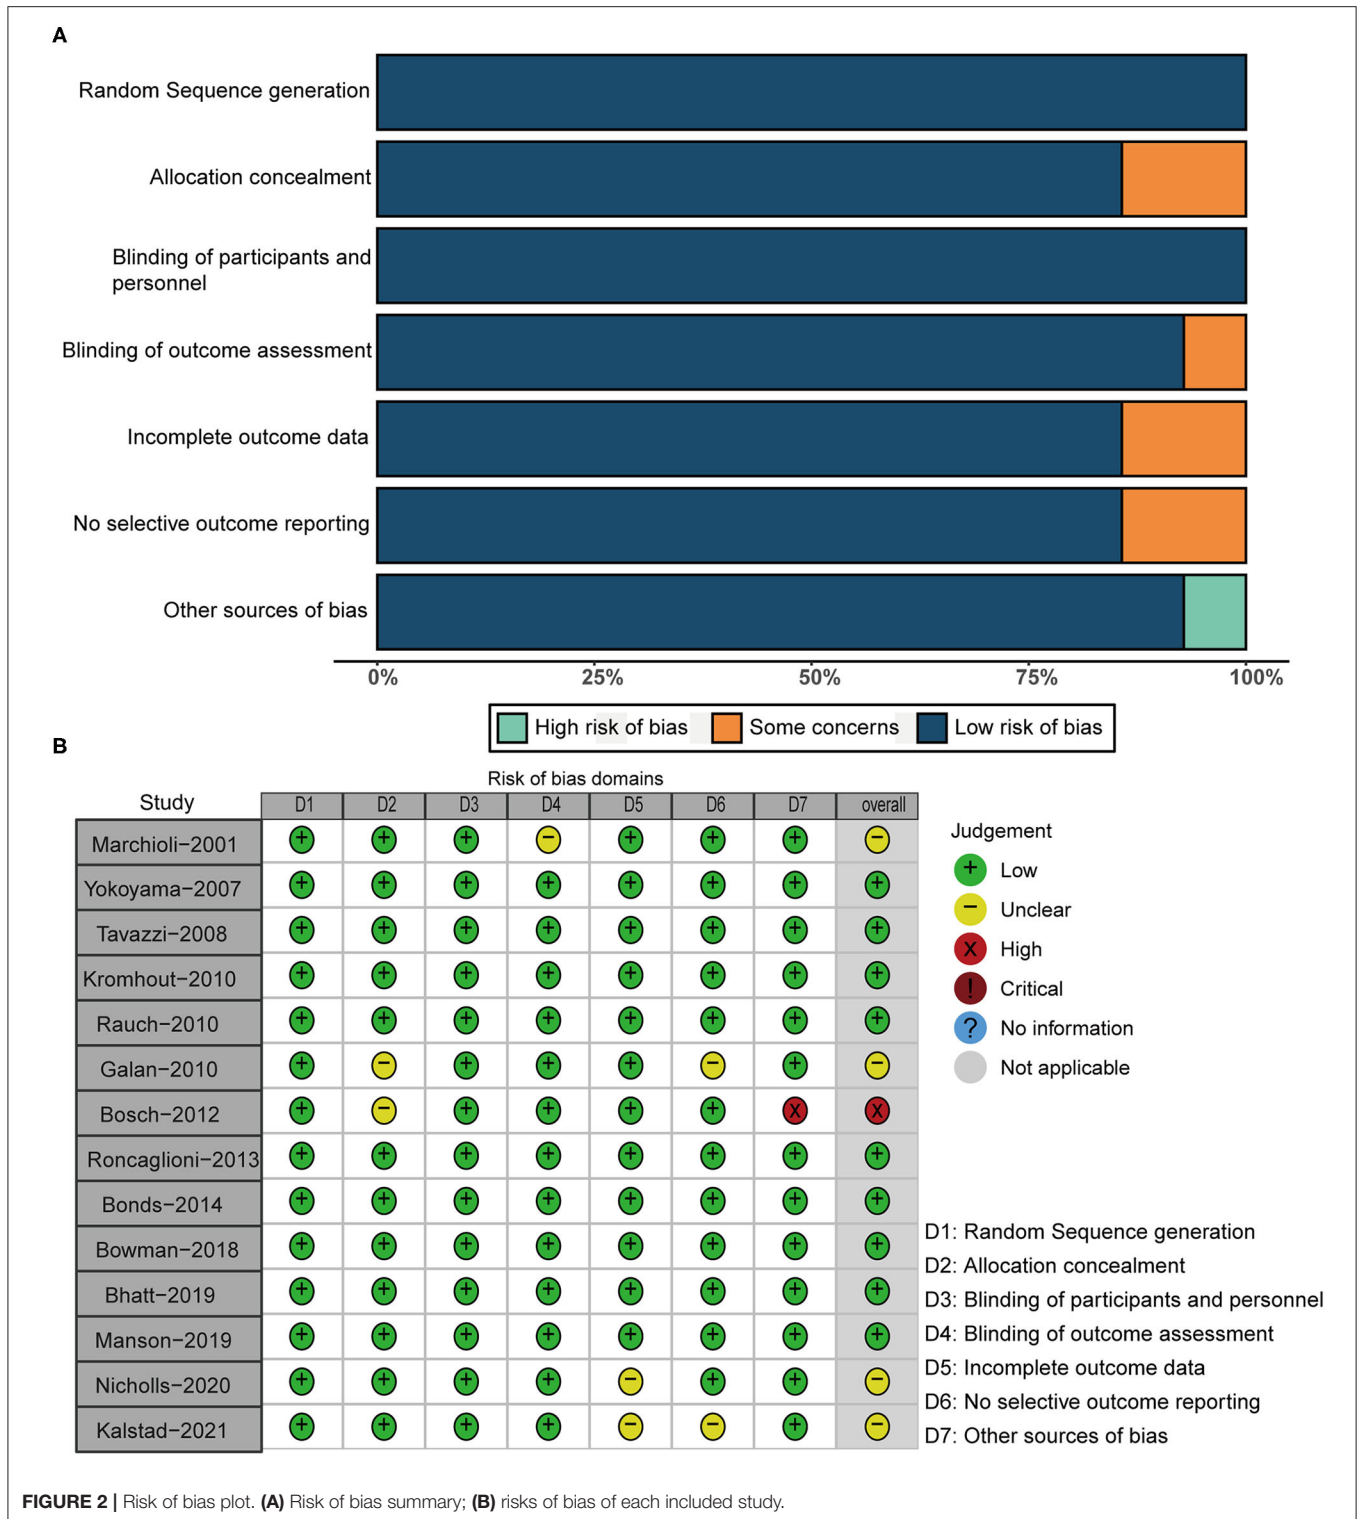 A
Random Sequence generation
Allocation concealment
Blinding of participants and
personnel
Blinding of outcome assessment
Incomplete outcome data
No selective outcome reporting
Other sources of bias
0% 25% 50% 75% 100%
High risk of bias Some concerns Low risk of bias
B
Risk of bias domains
Study D1 D2 D3 D4 D5 D6 D7 overall
Marchioli−2001 + + + − + + + −
Yokoyama−2007 + + + + + + + +
Tavazzi−2008 + + + + + + + +
Kromhout−2010 + + + + + + + +
Rauch−2010 + + + + + + + +
Galan−2010 + − + + + − + −
Bosch−2012 + − + + + + X X
Roncaglioni−2013 + + + + + + + +
Bonds−2014 + + + + + + + +
Bowman−2018 + + + + + + + +
Bhatt−2019 + + + + + + + +
Manson−2019 + + + + + + + +
Nicholls−2020 + + + + − + + −
Kalstad−2021 + + + + − − + −
Judgement
+ Low
− Unclear
X High
! Critical
? No information
Not applicable
D1: Random Sequence generation
D2: Allocation concealment
D3: Blinding of participants and personnel
D4: Blinding of outcome assessment
D5: Incomplete outcome data
D6: No selective outcome reporting
D7: Other sources of bias
FIGURE 2 | Risk of bias plot. (A) Risk of bias summary; (B) risks of bias of each included study.